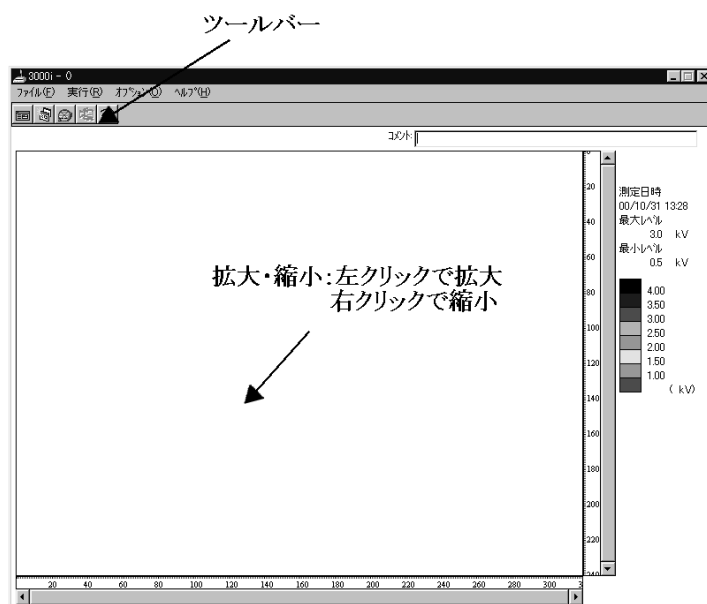 ツールバー
3000i - 0
ファイル(F) 実行(R) オプション(O) ヘルプ(H)
コメント:
拡大・縮小:左クリックで拡大
右クリックで縮小
0
20
40
60
80
100
120
140
160
180
200
220
240
測定日時
00/10/31 13:28
最大レベル
3.0 kV
最小レベル
0.5 kV
4.00
3.50
3.00
2.50
2.00
1.50
1.00
( kV)
20 40 60 80 100 120 140 160 180 200 220 240 260 280 300 3